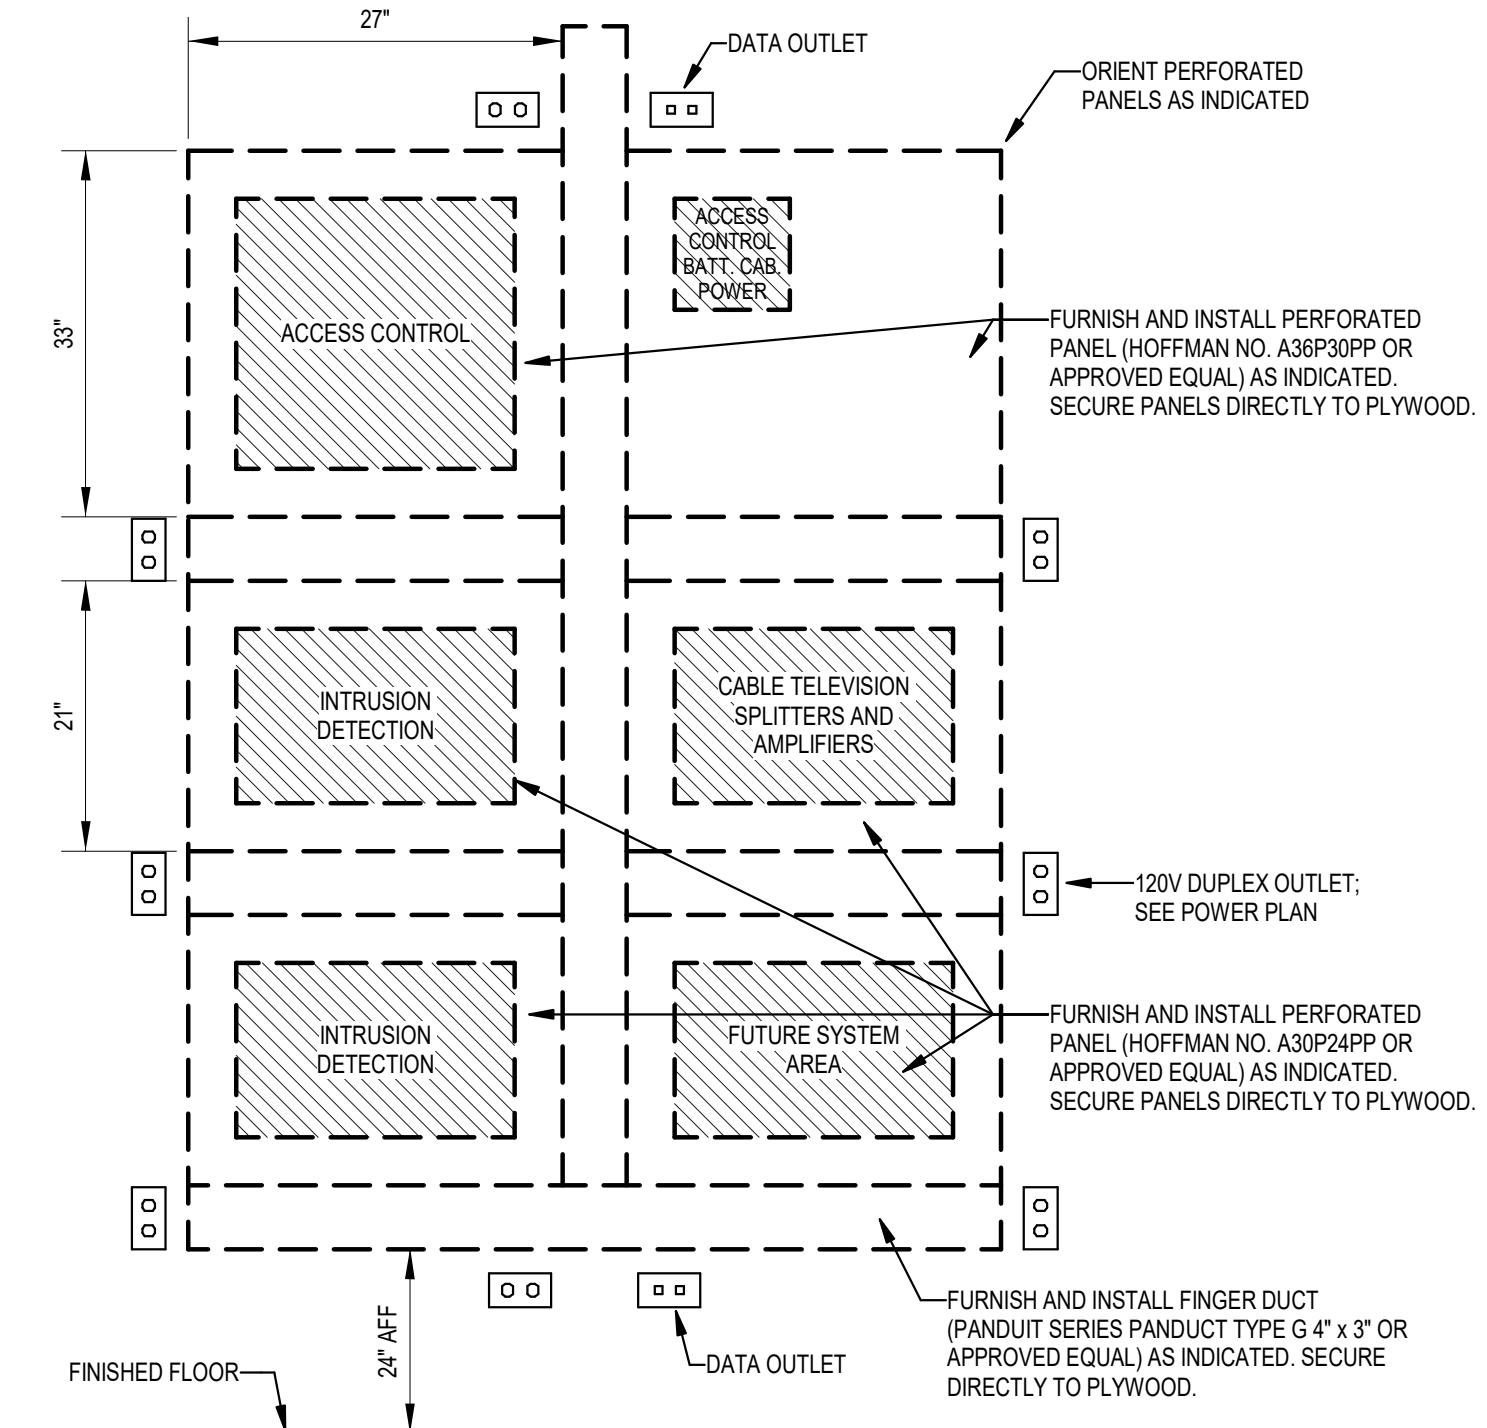 27"
DATA OUTLET
ORIENT PERFORATED
PANELS AS INDICATED
33"
ACCESS CONTROL
ACCESS
CONTROL
BATT. CAB.
POWER
FURNISH AND INSTALL PERFORATED
PANEL (HOFFMAN NO. A36P30PP OR
APPROVED EQUAL) AS INDICATED.
SECURE PANELS DIRECTLY TO PLYWOOD.
21"
INTRUSION
DETECTION
CABLE TELEVISION
SPLITTERS AND
AMPLIFIERS
120V DUPLEX OUTLET;
SEE POWER PLAN
INTRUSION
DETECTION
FUTURE SYSTEM
AREA
FURNISH AND INSTALL PERFORATED
PANEL (HOFFMAN NO. A30P24PP OR
APPROVED EQUAL) AS INDICATED.
SECURE PANELS DIRECTLY TO PLYWOOD.
24" AFF
FINISHED FLOOR
DATA OUTLET
FURNISH AND INSTALL FINGER DUCT
(PANDUIT SERIES PANDUCT TYPE G 4" x 3" OR
APPROVED EQUAL) AS INDICATED. SECURE
DIRECTLY TO PLYWOOD.